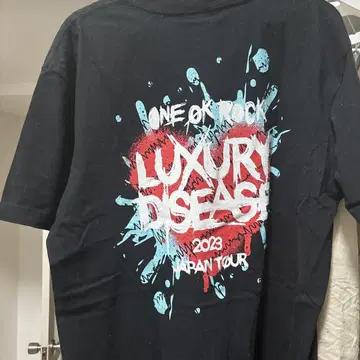 ONE OK ROCK
LUXURY
DISEASE
2023
JAPAN TOUR